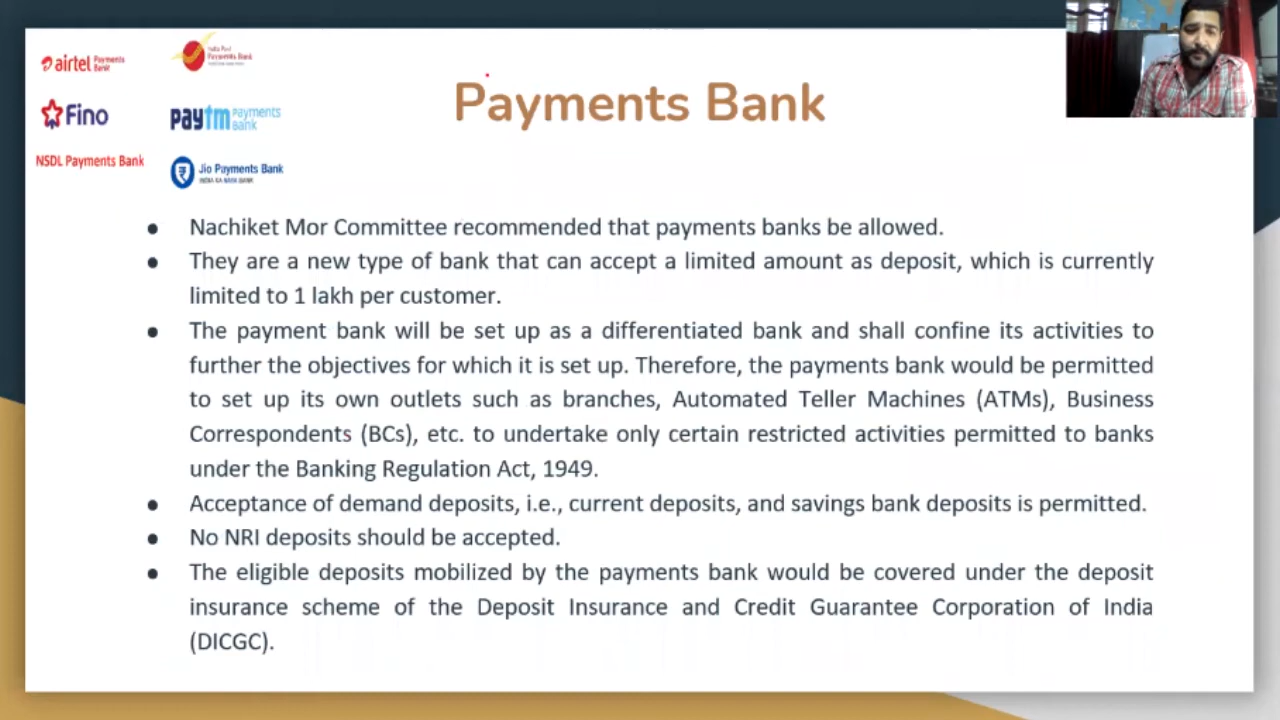 airtel Payments Bank
India Post Payments Bank
Fino
paytm payments bank
NSDL Payments Bank
Jio Payments Bank
INDIA KA NAYA BANK
Payments Bank
● Nachiket Mor Committee recommended that payments banks be allowed.
● They are a new type of bank that can accept a limited amount as deposit, which is currently
limited to 1 lakh per customer.
● The payment bank will be set up as a differentiated bank and shall confine its activities to
further the objectives for which it is set up. Therefore, the payments bank would be permitted
to set up its own outlets such as branches, Automated Teller Machines (ATMs), Business
Correspondents (BCs), etc. to undertake only certain restricted activities permitted to banks
under the Banking Regulation Act, 1949.
● Acceptance of demand deposits, i.e., current deposits, and savings bank deposits is permitted.
● No NRI deposits should be accepted.
● The eligible deposits mobilized by the payments bank would be covered under the deposit
insurance scheme of the Deposit Insurance and Credit Guarantee Corporation of India
(DICGC).